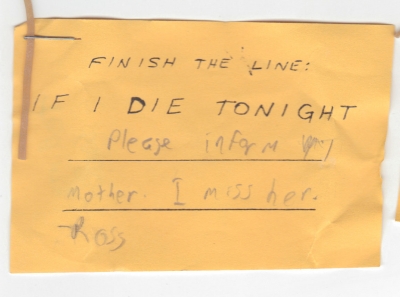 FINISH THE LINE:
IF I DIE TONIGHT
Please inform my
mother. I miss her.
Ross